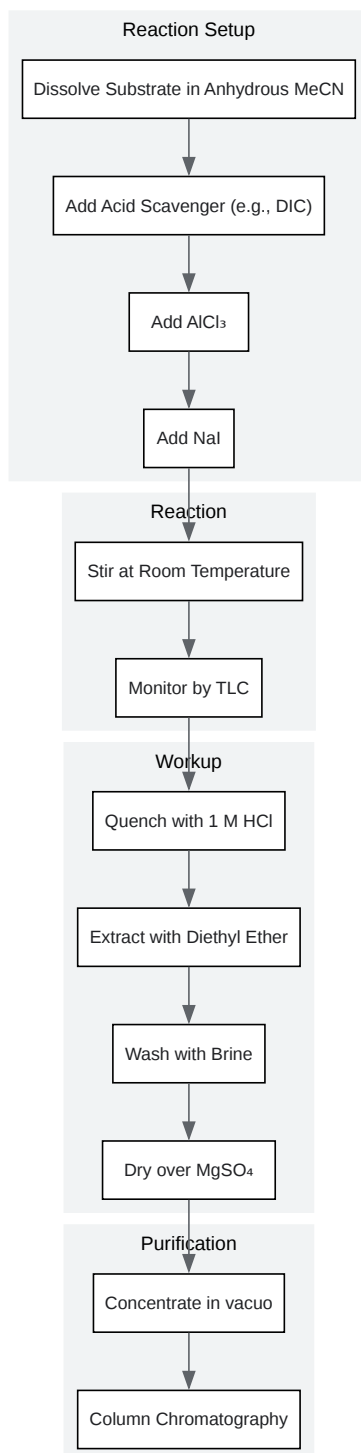 Reaction Setup
Dissolve Substrate in Anhydrous MeCN
Add Acid Scavenger (e.g., DIC)
Add AlCl₃
Add NaI
Reaction
Stir at Room Temperature
Monitor by TLC
Workup
Quench with 1 M HCl
Extract with Diethyl Ether
Wash with Brine
Dry over MgSO₄
Purification
Concentrate in vacuo
Column Chromatography